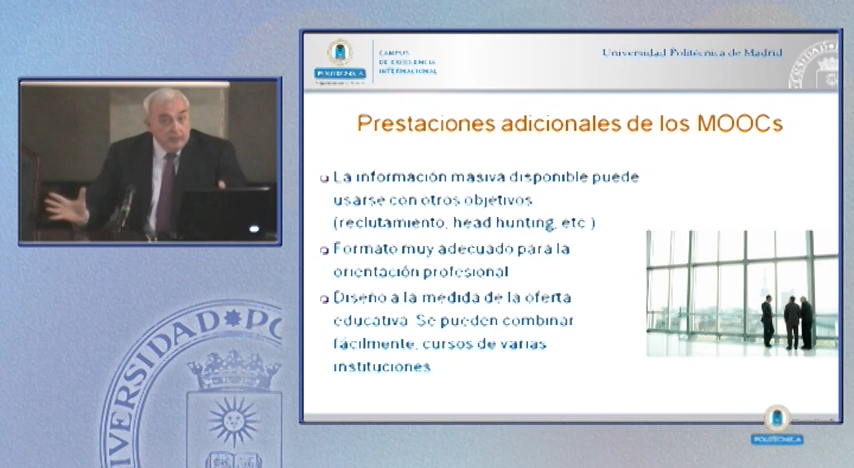 CAMPUS
DE EXCELENCIA
INTERNACIONAL
POLITÉCNICA
Universidad Politécnica de Madrid
Prestaciones adicionales de los MOOCs
La información masiva disponible puede
usarse con otros objetivos
(reclutamiento, head hunting, etc )
Formato muy adecuado para la
orientación profesional
Diseño a la medida de la oferta
educativa. Se pueden combinar
fácilmente, cursos de varias
instituciones
VERSIDAD PO
POLITÉCNICA